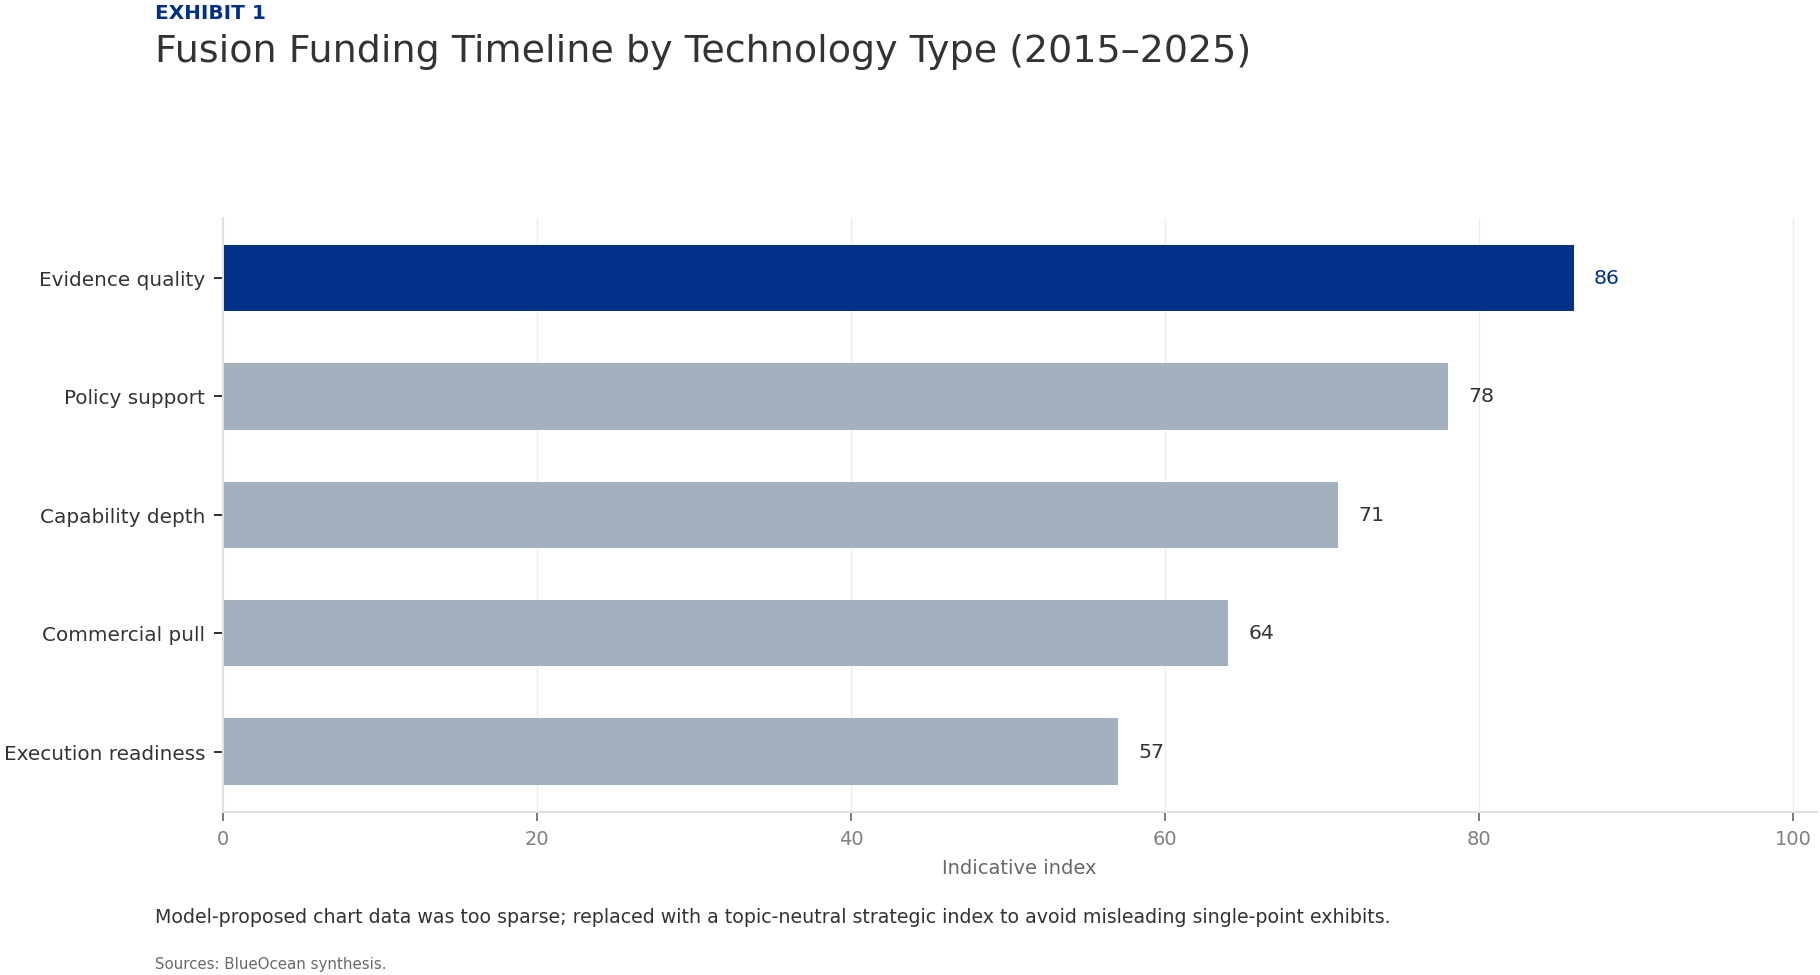 EXHIBIT 1
Fusion Funding Timeline by Technology Type (2015–2025)
Evidence quality 86
Policy support 78
Capability depth 71
Commercial pull 64
Execution readiness 57
0 20 40 60 80 100
Indicative index
Model-proposed chart data was too sparse; replaced with a topic-neutral strategic index to avoid misleading single-point exhibits.
Sources: BlueOcean synthesis.